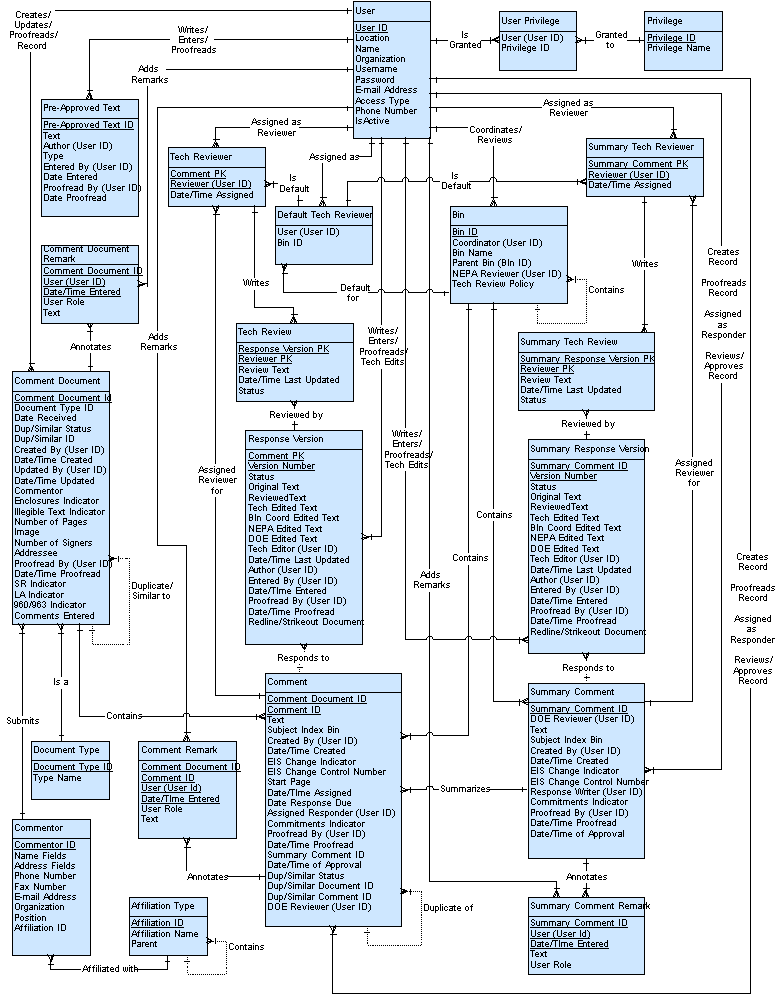 User
User ID
Location
Name
Organization
Username
Password
E-mail Address
Access Type
Phone Number
IsActive
User Privilege
User (User ID)
Privilege ID
Privilege
Privilege ID
Privilege Name
Is
Granted
Granted
to
Creates/
Updates/
Proofreads/
Record
Writes/
Enters/
Proofreads
Adds
Remarks
Pre-Approved Text
Pre-Approved Text ID
Text
Author (User ID)
Type
Entered By (User ID)
Date Entered
Proofread By (User ID)
Date Proofread
Assigned as
Reviewer
Assigned as
Coordinates/
Reviews
Assigned as
Reviewer
Tech Reviewer
Comment PK
Reviewer (User ID)
Date/Time Assigned
Is
Default
Is
Default
Summary Tech Reviewer
Summary Comment PK
Reviewer (User ID)
Date/Time Assigned
Default Tech Reviewer
User (User ID)
Bin ID
Bin
Bin ID
Coordinator (User ID)
Bin Name
Parent Bin (BIn ID)
NEPA Reviewer (User ID)
Tech Review Policy
Contains
Default
for
Comment Document
Remark
Comment Document ID
User (User ID)
Date/Time Entered
User Role
Text
Annotates
Adds
Remarks
Writes
Writes
Creates
Record
Proofreads
Record
Assigned
as
Responder
Reviews/
Approves
Record
Tech Review
Response Version PK
Reviewer PK
Review Text
Date/Time Last Updated
Status
Reviewed by
Writes/
Enters/
Proofreads/
Tech Edits
Summary Tech Review
Summary Response Version PK
Reviewer PK
Review Text
Date/Time Last Updated
Status
Reviewed by
Comment Document
Comment Document Id
Document Type ID
Date Received
Dup/Similar Status
Dup/Similar ID
Created By (User ID)
Date/Time Created
Updated By (User ID)
Date/Time Updated
Commentor
Enclosures Indicator
Illegible Text Indicator
Number of Pages
Image
Number of Signers
Addressee
Proofread By (User ID)
Date/Time Proofread
SR Indicator
LA Indicator
960/963 Indicator
Comments Entered
Duplicate/
Similar to
Assigned
Reviewer
for
Response Version
Comment PK
Version Number
Status
Original Text
ReviewedText
Tech Edited Text
BIn Coord Edited Text
NEPA Edited Text
DOE Edited Text
Tech Editor (User ID)
Date/Time Last Updated
Author (User ID)
Entered By (User ID)
Date/TIme Entered
Proofread By (User ID)
Date/Time Proofread
Redline/Strikeout Document
Responds to
Writes/
Enters/
Proofreads/
Tech Edits
Contains
Contains
Adds
Remarks
Summary Response Version
Summary Comment ID
Version Number
Status
Original Text
ReviewedText
Tech Edited Text
BIn Coord Edited Text
NEPA Edited Text
DOE Edited Text
Tech Editor (User ID)
Date/Time Last Updated
Author (User ID)
Entered By (User ID)
Date/TIme Entered
Proofread By (User ID)
Date/Time Proofread
Redline/Strikeout Document
Responds to
Assigned
Reviewer
for
Creates
Record
Proofreads
Record
Assigned
as
Responder
Reviews/
Approves
Record
Is a
Submits
Contains
Document Type
Document Type ID
Type Name
Comment Remark
Comment Document ID
Comment ID
User (User Id)
Date/TIme Entered
User Role
Text
Annotates
Comment
Comment Document ID
Comment ID
Text
Subject Index Bin
Created By (User ID)
Date/Time Created
EIS Change Indicator
EIS Change Control Number
Start Page
Date/TIme Assigned
Date Response Due
Assigned Responder (User ID)
Commitments Indicator
Proofread By (User ID)
Date/Time Proofread
Summary Comment ID
Date/Time of Approval
Dup/Similar Status
Dup/Similar Document ID
Dup/Similar Comment ID
DOE Reviewer (User ID)
Duplicate of
Summarizes
Summary Comment
Summary Comment ID
DOE Reviewer (User ID)
Text
Subject Index Bin
Created By (User ID)
Date/Time Created
EIS Change Indicator
EIS Change Control Number
Response Writer (User ID)
Commitments Indicator
Proofread By (User ID)
Date/Time Proofread
Date/Time of Approval
Annotates
Commentor
Commentor ID
Name Fields
Address Fields
Phone Number
Fax Number
E-mail Address
Organization
Position
Affiliation ID
Affiliation Type
Affiliation ID
Affiliation Name
Parent
Contains
Affiliated with
Summary Comment Remark
Summary Comment ID
User (User Id)
Date/TIme Entered
Text
User Role